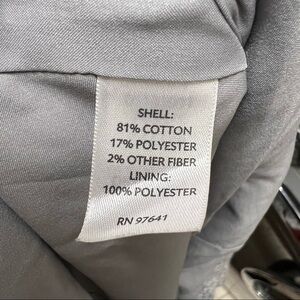 SHELL:
81% COTTON
17% POLYESTER
2% OTHER FIBER
LINING:
100% POLYESTER
RN 97641